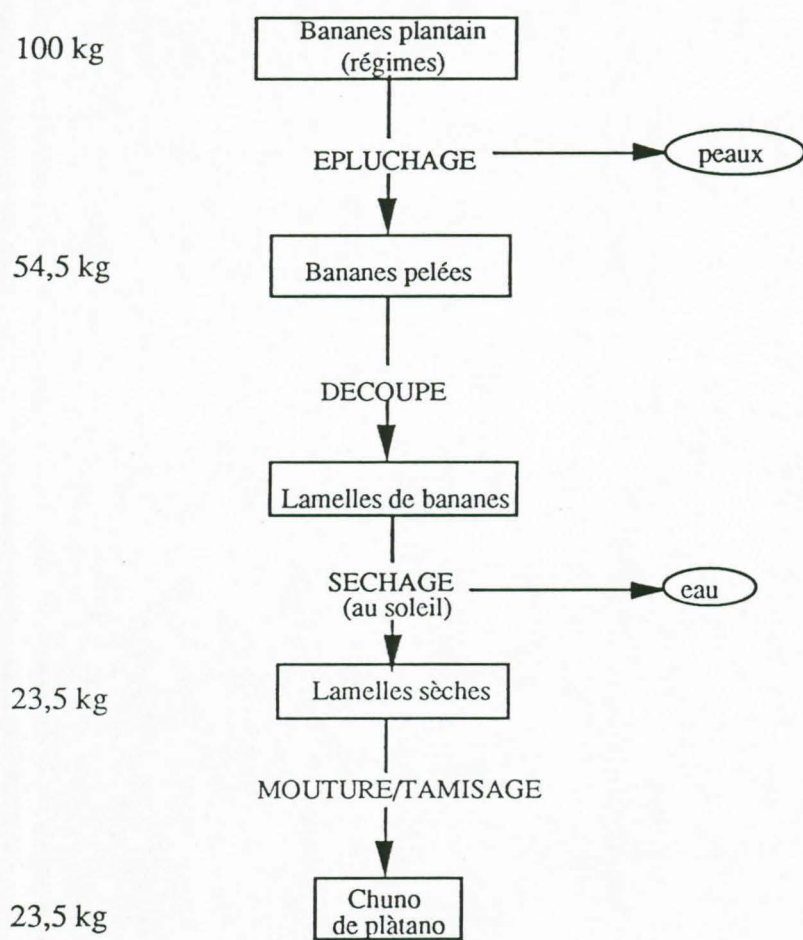 100 kg
Bananes plantain
(régimes)
EPLUCHAGE
peaux
54,5 kg
Bananes pelées
DECOUPE
Lamelles de bananes
SECHAGE
(au soleil)
eau
23,5 kg
Lamelles sèches
MOUTURE/TAMISAGE
23,5 kg
Chuno
de plàtano